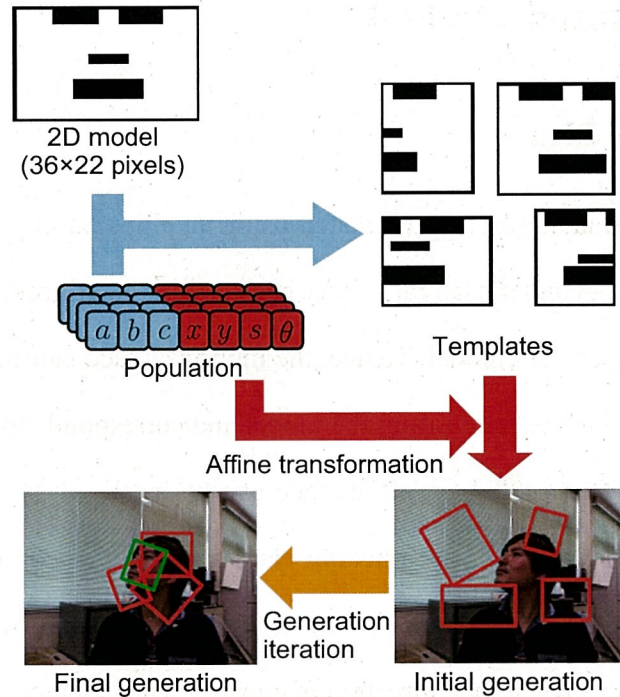 2D model
(36×22 pixels)
a b c x y s θ
Population
Templates
Affine transformation
Generation
iteration
Final generation
Initial generation